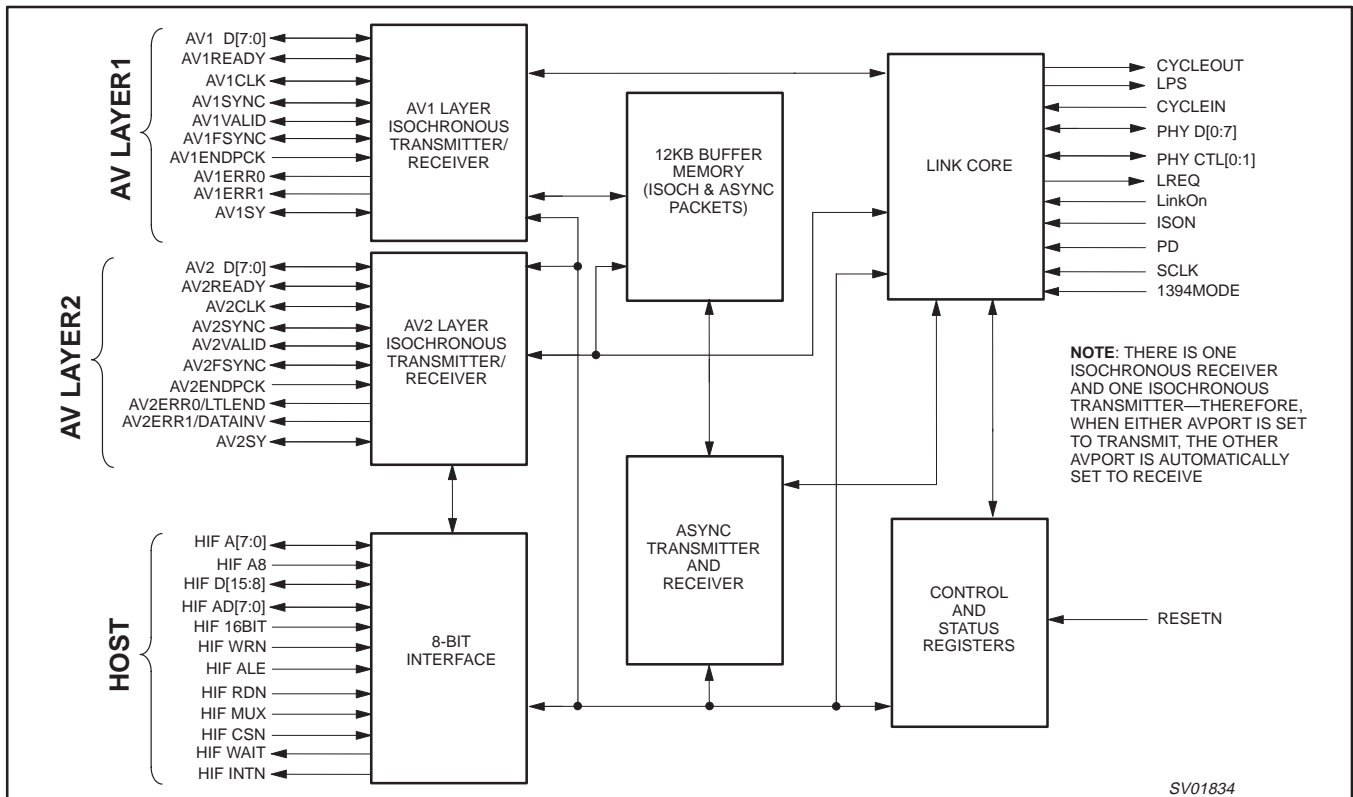 AV LAYER1
AV1 D[7:0]
AV1READY
AV1CLK
AV1SYNC
AV1VALID
AV1FSYNC
AV1ENDPCK
AV1ERR0
AV1ERR1
AV1SY
AV1 LAYER
ISOCHRONOUS
TRANSMITTER/
RECEIVER
AV LAYER2
AV2 D[7:0]
AV2READY
AV2CLK
AV2SYNC
AV2VALID
AV2FSYNC
AV2ENDPCK
AV2ERR0/LTLEND
AV2ERR1/DATAINV
AV2SY
AV2 LAYER
ISOCHRONOUS
TRANSMITTER/
RECEIVER
HOST
HIF A[7:0]
HIF A8
HIF D[15:8]
HIF AD[7:0]
HIF 16BIT
HIF WRN
HIF ALE
HIF RDN
HIF MUX
HIF CSN
HIF WAIT
HIF INTN
8-BIT
INTERFACE
12KB BUFFER
MEMORY
(ISOCH & ASYNC
PACKETS)
ASYNC
TRANSMITTER
AND
RECEIVER
LINK CORE
CONTROL
AND
STATUS
REGISTERS
CYCLEOUT
LPS
CYCLEIN
PHY D[0:7]
PHY CTL[0:1]
LREQ
LinkOn
ISON
PD
SCLK
1394MODE
NOTE: THERE IS ONE
ISOCHRONOUS RECEIVER
AND ONE ISOCHRONOUS
TRANSMITTER—THEREFORE,
WHEN EITHER AVPORT IS SET
TO TRANSMIT, THE OTHER
AVPORT IS AUTOMATICALLY
SET TO RECEIVE
RESETN
SV01834